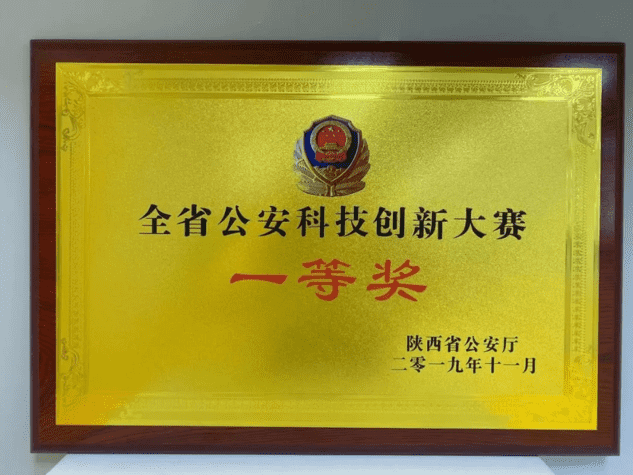 全省公安科技创新大赛
一等奖
陕西省公安厅
二零一九年十一月